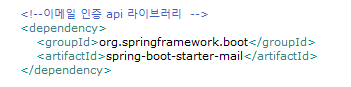 <!--이메일 인증 api 라이브러리  -->
<dependency>
<groupId>org.springframework.boot</groupId>
<artifactId>spring-boot-starter-mail</artifactId>
</dependency>